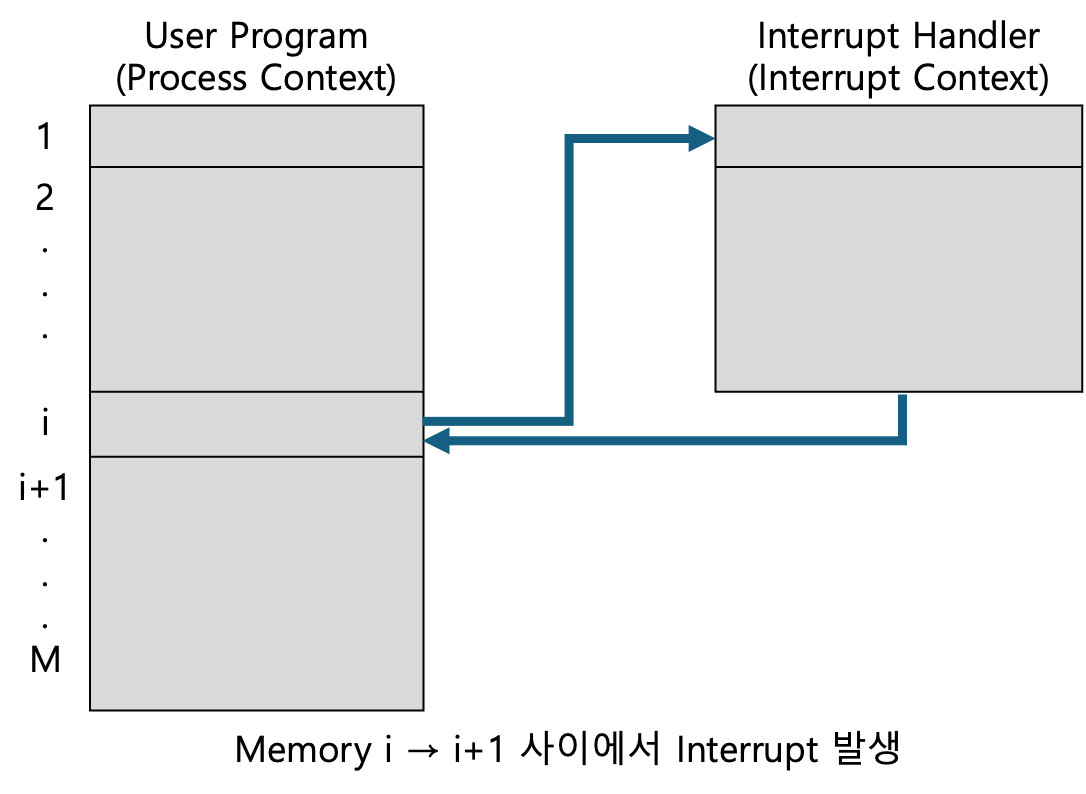 User Program
(Process Context)
Interrupt Handler
(Interrupt Context)
1
2
.
.
.
i
i+1
.
.
.
M
Memory i → i+1 사이에서 Interrupt 발생